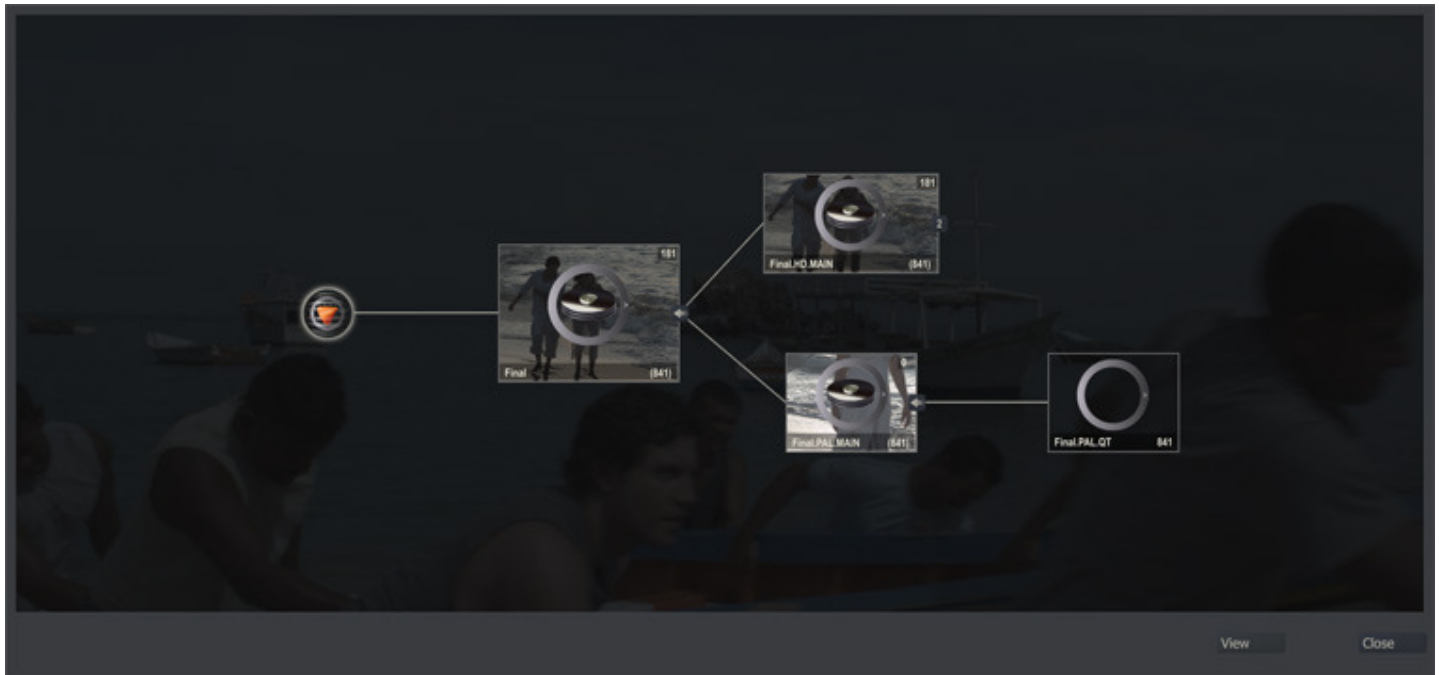 181
2
Final.HD.MAIN (841)
181
Final (841)
0
Final.PAL.MAIN (841)
Final.PAL.QT 841
View Close